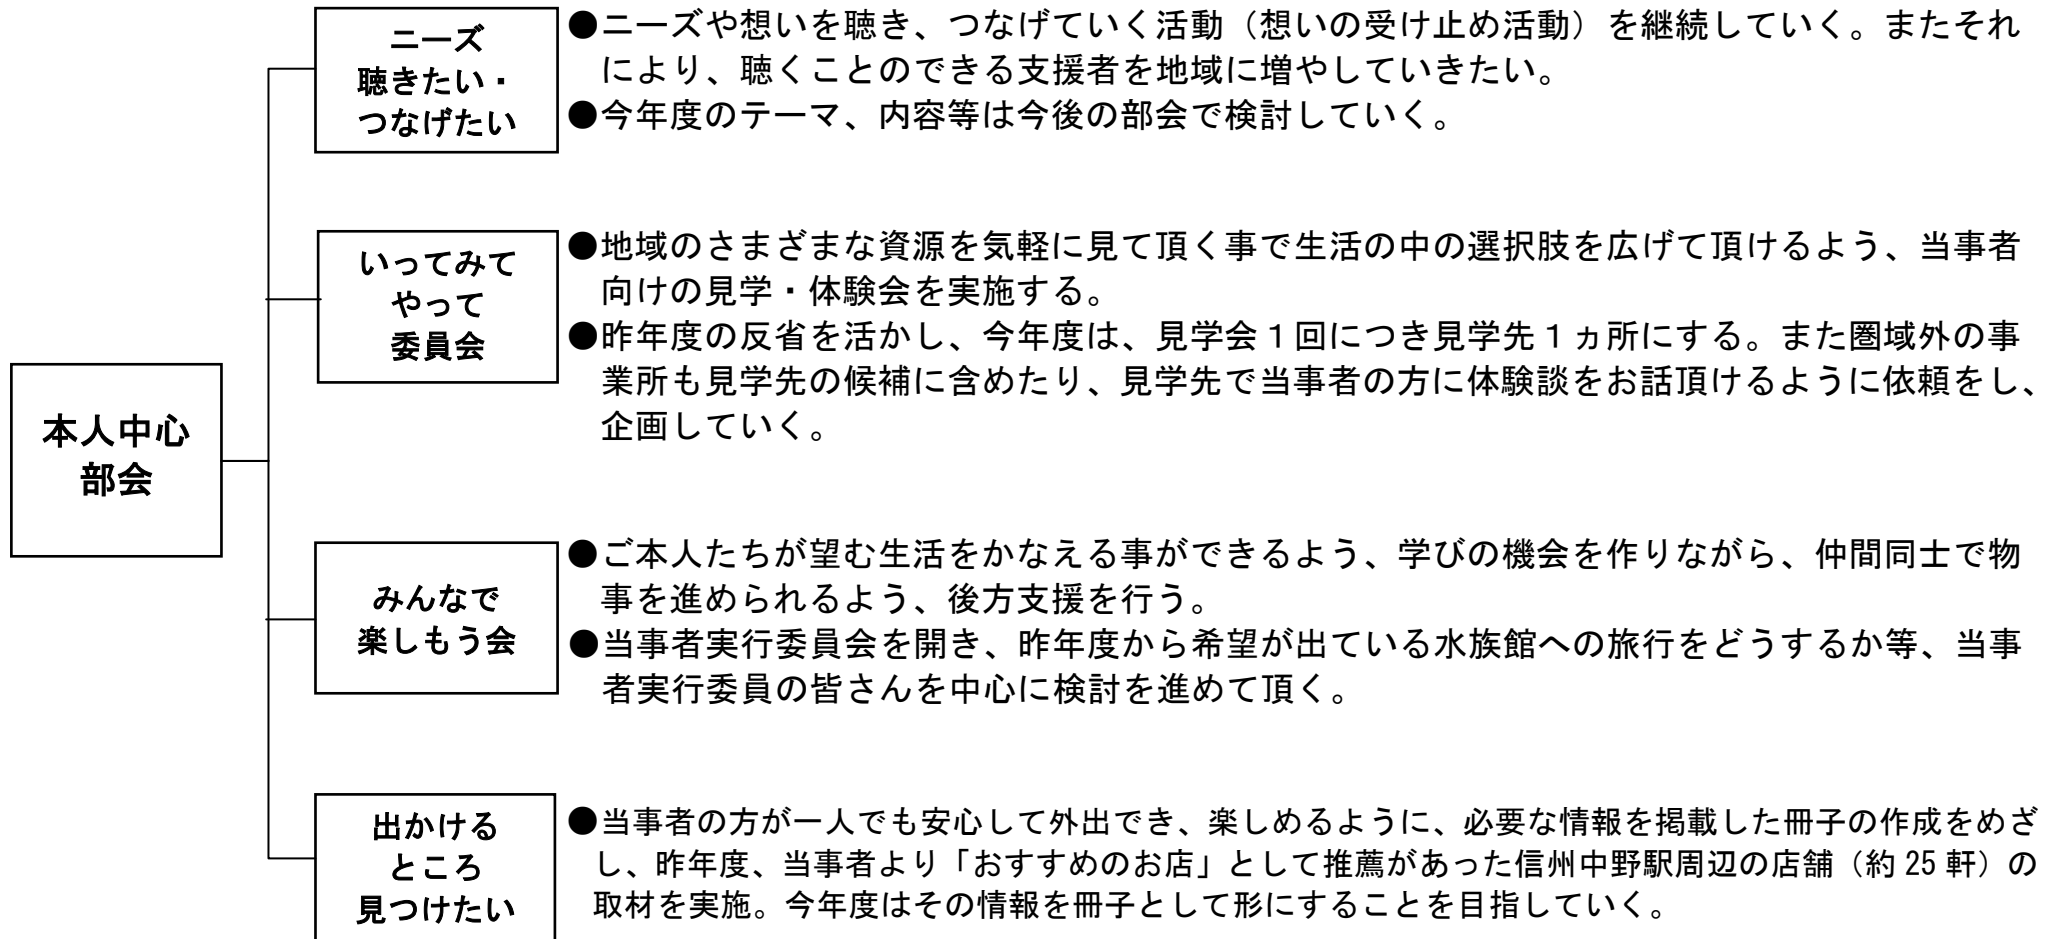 本人中心
部会
ニーズ
聴きたい・
つなげたい
●ニーズや想いを聴き、つなげていく活動（想いの受け止め活動）を継続していく。またそれ
により、聴くことのできる支援者を地域に増やしていきたい。
●今年度のテーマ、内容等は今後の部会で検討していく。
いってみて
やって
委員会
●地域のさまざまな資源を気軽に見て頂く事で生活の中の選択肢を広げて頂けるよう、当事者
向けの見学・体験会を実施する。
●昨年度の反省を活かし、今年度は、見学会１回につき見学先１ヵ所にする。また圏域外の事
業所も見学先の候補に含めたり、見学先で当事者の方に体験談をお話頂けるように依頼をし、
企画していく。
みんなで
楽しもう会
●ご本人たちが望む生活をかなえる事ができるよう、学びの機会を作りながら、仲間同士で物
事を進められるよう、後方支援を行う。
●当事者実行委員会を開き、昨年度から希望が出ている水族館への旅行をどうするか等、当事
者実行委員の皆さんを中心に検討を進めて頂く。
出かける
ところ
見つけたい
●当事者の方が一人でも安心して外出でき、楽しめるように、必要な情報を掲載した冊子の作成をめざ
し、昨年度、当事者より「おすすめのお店」として推薦があった信州中野駅周辺の店舗（約 25 軒）の
取材を実施。今年度はその情報を冊子として形にすることを目指していく。